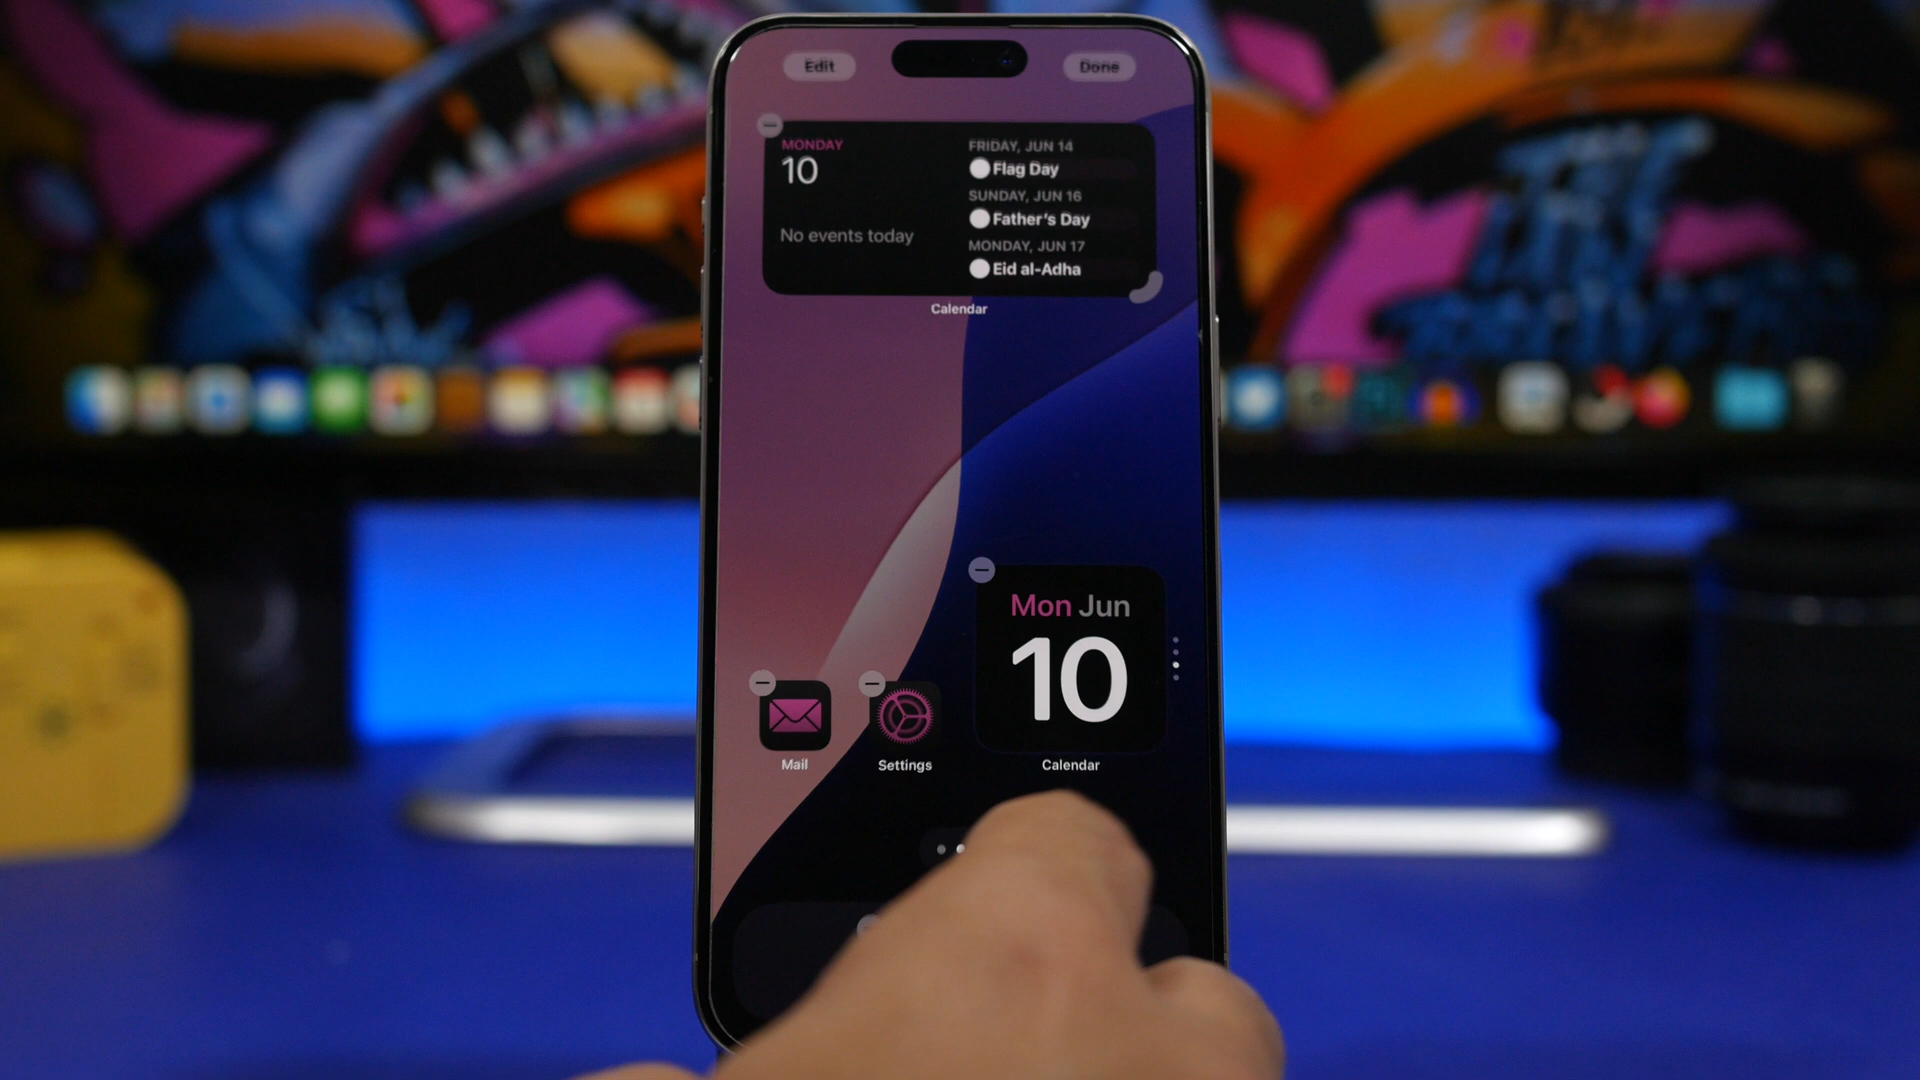 Edit
Done
MONDAY
10
No events today
FRIDAY, JUN 14
Flag Day
SUNDAY, JUN 16
Father's Day
MONDAY, JUN 17
Eid al-Adha
Calendar
Mon Jun
10
Mail
Settings
Calendar